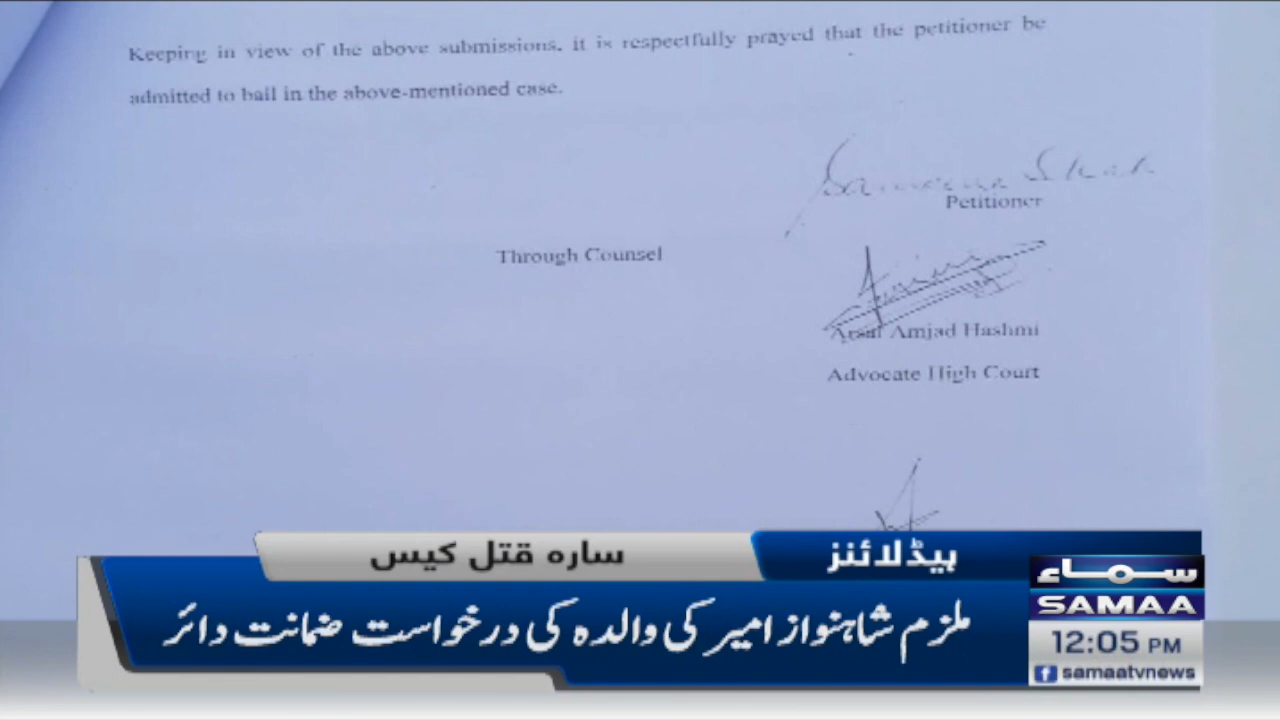 Keeping in view of the above submissions, it is respectfully prayed that the petitioner be
admitted to bail in the above-mentioned case.
Petitioner
Through Counsel
Amjad Hashmi
Advocate High Court
ہیڈلائنز
سارہ قتل کیس
ملزم شاہنواز امیر کی والدہ کی درخواست ضمانت دائر
سماء
SAMAA
12:05 PM
samaatvnews